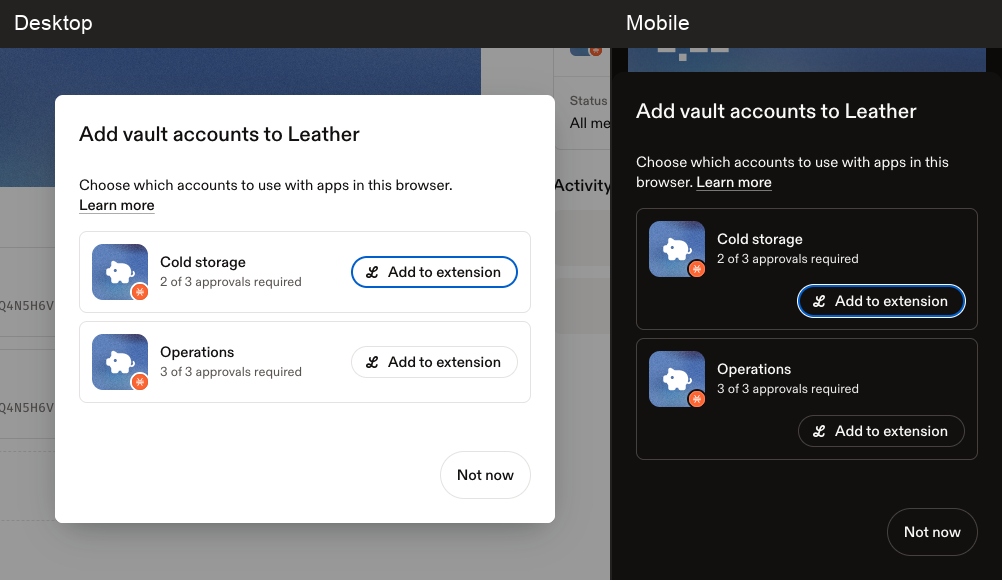 Desktop
Mobile
Status
All me
Activity
Q4N5H6V
Q4N5H6V
Add vault accounts to Leather
Choose which accounts to use with apps in this browser.
Learn more
Cold storage
2 of 3 approvals required
Add to extension
Operations
3 of 3 approvals required
Add to extension
Not now
Add vault accounts to Leather
Choose which accounts to use with apps in this
browser. Learn more
Cold storage
2 of 3 approvals required
Add to extension
Operations
3 of 3 approvals required
Add to extension
Not now